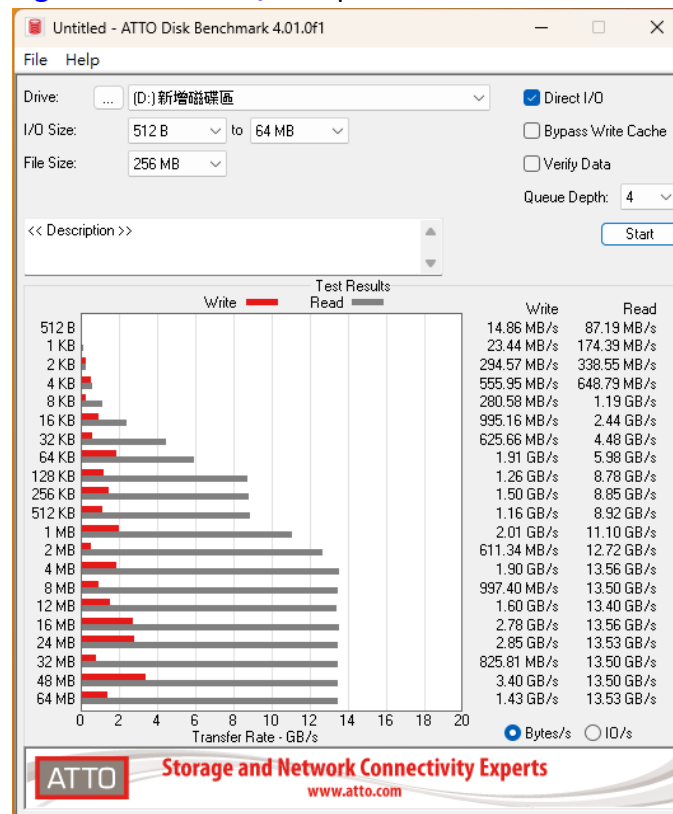 Untitled - ATTO Disk Benchmark 4.01.0f1
File Help
Drive: ... (D:)新增磁碟區 Direct I/O
I/O Size: 512 B to 64 MB Bypass Write Cache
File Size: 256 MB Verify Data
Queue Depth: 4
<< Description >> Start
Test Results
Write Read Write Read
512 B 14.86 MB/s 87.19 MB/s
1 KB 23.44 MB/s 174.39 MB/s
2 KB 294.57 MB/s 338.55 MB/s
4 KB 555.95 MB/s 648.79 MB/s
8 KB 280.58 MB/s 1.19 GB/s
16 KB 995.16 MB/s 2.44 GB/s
32 KB 625.66 MB/s 4.48 GB/s
64 KB 1.91 GB/s 5.98 GB/s
128 KB 1.26 GB/s 8.78 GB/s
256 KB 1.50 GB/s 8.85 GB/s
512 KB 1.16 GB/s 8.92 GB/s
1 MB 2.01 GB/s 11.10 GB/s
2 MB 611.34 MB/s 12.72 GB/s
4 MB 1.90 GB/s 13.56 GB/s
8 MB 997.40 MB/s 13.50 GB/s
12 MB 1.60 GB/s 13.40 GB/s
16 MB 2.78 GB/s 13.56 GB/s
24 MB 2.85 GB/s 13.53 GB/s
32 MB 825.81 MB/s 13.50 GB/s
48 MB 3.40 GB/s 13.50 GB/s
64 MB 1.43 GB/s 13.53 GB/s
0 2 4 6 8 10 12 14 16 18 20
Transfer Rate - GB/s Bytes/s IO/s
ATTO Storage and Network Connectivity Experts
www.atto.com